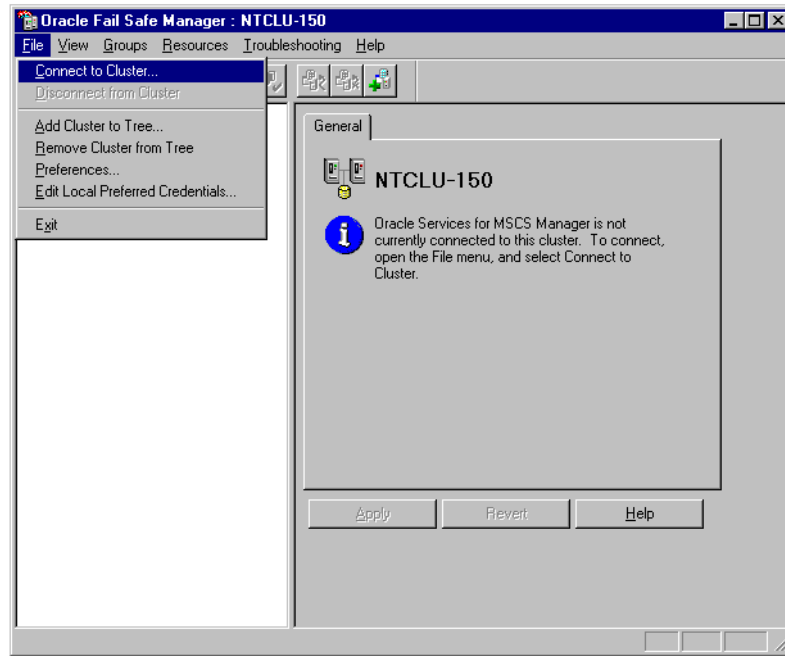 Oracle Fail Safe Manager : NTCLU-150
File View Groups Resources Troubleshooting Help
Connect to Cluster...
Disconnect from Cluster
Add Cluster to Tree...
Remove Cluster from Tree
Preferences...
Edit Local Preferred Credentials...
Exit
General
NTCLU-150
Oracle Services for MSCS Manager is not
currently connected to this cluster. To connect,
open the File menu, and select Connect to
Cluster.
Apply Revert Help